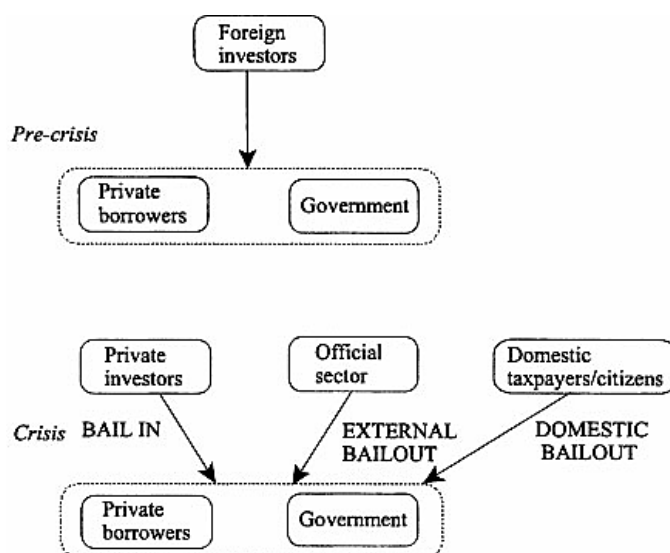 Foreign
investors
Pre-crisis
Private
borrowers
Government
Private
investors
Official
sector
Domestic
taxpayers/citizens
Crisis
BAIL IN
EXTERNAL
BAILOUT
DOMESTIC
BAILOUT
Private
borrowers
Government